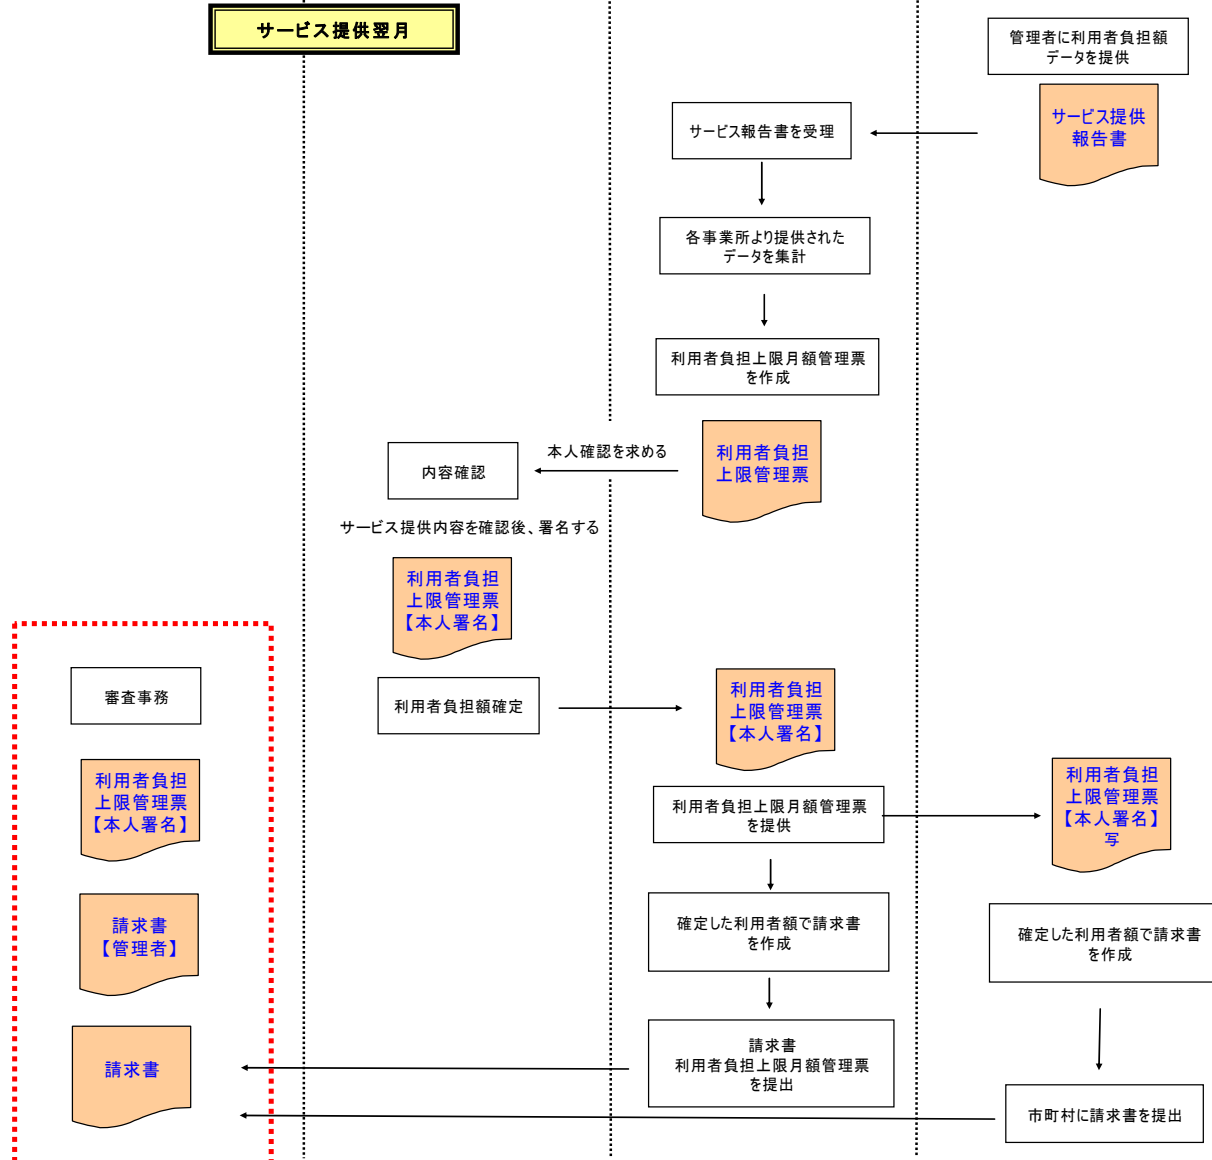 サービス提供翌月
管理者に利用者負担額
データを提供
サービス提供
報告書
サービス報告書を受理
各事業所より提供された
データを集計
利用者負担上限月額管理票
を作成
利用者負担
上限管理票
本人確認を求める
内容確認
サービス提供内容を確認後、署名する
利用者負担
上限管理票
【本人署名】
利用者負担額確定
利用者負担
上限管理票
【本人署名】
審査事務
利用者負担
上限管理票
【本人署名】
利用者負担上限月額管理票
を提供
利用者負担
上限管理票
【本人署名】
写
請求書
【管理者】
確定した利用者額で請求書
を作成
確定した利用者額で請求書
を作成
請求書
請求書
利用者負担上限月額管理票
を提出
市町村に請求書を提出